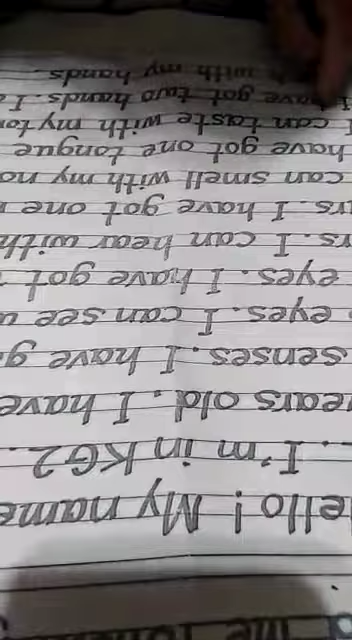 the
ello! My name
... I'm in KG2.
ears old. I have
senses. I have g
eyes. I can see
eyes. I have got
rs. I can hear with
rs. I have got one
can smell with my no
have got one tongue
I can taste with my to
I have got two hands. I
with my hands.